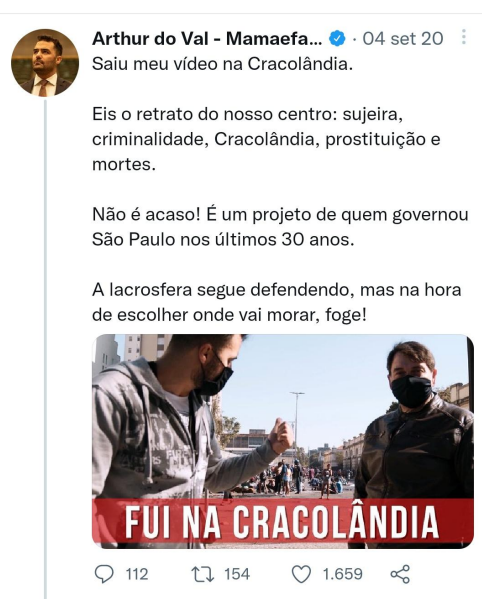 Arthur do Val - Mamaefa... · 04 set 20
Saiu meu vídeo na Cracolândia.
Eis o retrato do nosso centro: sujeira,
criminalidade, Cracolândia, prostituição e
mortes.
Não é acaso! É um projeto de quem governou
São Paulo nos últimos 30 anos.
A lacrosfera segue defendendo, mas na hora
de escolher onde vai morar, foge!
FUI NA CRACOLÂNDIA
112 154 1.659